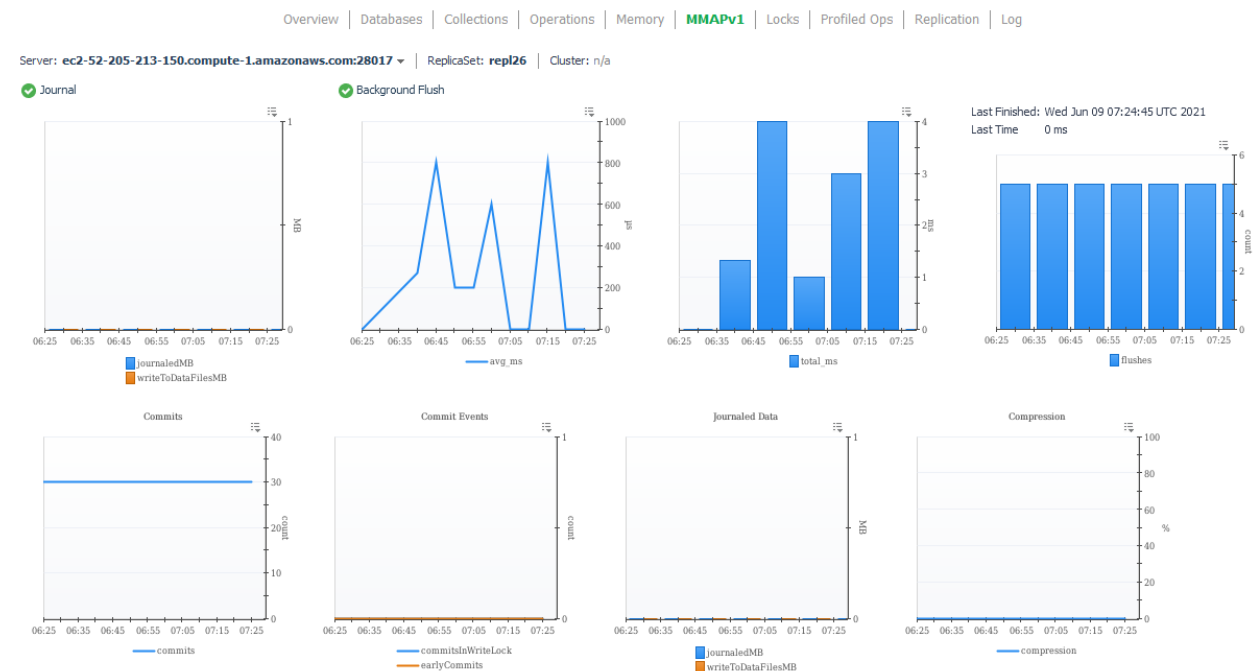 Overview | Databases | Collections | Operations | Memory | MMAPv1 | Locks | Profiled Ops | Replication | Log
Server: ec2-52-205-213-150.compute-1.amazonaws.com:28017 | ReplicaSet: repl26 | Cluster: n/a
Journal
1
MB
0
06:25 06:35 06:45 06:55 07:05 07:15 07:25
journaledMB
writeToDataFilesMB
Background Flush
1000
800
600
µs
400
200
0
06:25 06:35 06:45 06:55 07:05 07:15 07:25
avg_ms
4
3
2
ms
1
0
06:25 06:35 06:45 06:55 07:05 07:15 07:25
total_ms
Last Finished: Wed Jun 09 07:24:45 UTC 2021
Last Time 0 ms
6
4
count
2
0
06:25 06:35 06:45 06:55 07:05 07:15 07:25
flushes
Commits
40
30
20
count
10
0
06:25 06:35 06:45 06:55 07:05 07:15 07:25
commits
Commit Events
1
count
0
06:25 06:35 06:45 06:55 07:05 07:15 07:25
commitsInWriteLock
earlyCommits
Journaled Data
1
MB
0
06:25 06:35 06:45 06:55 07:05 07:15 07:25
journaledMB
writeToDataFilesMB
Compression
100
80
60
%
40
20
0
06:25 06:35 06:45 06:55 07:05 07:15 07:25
compression